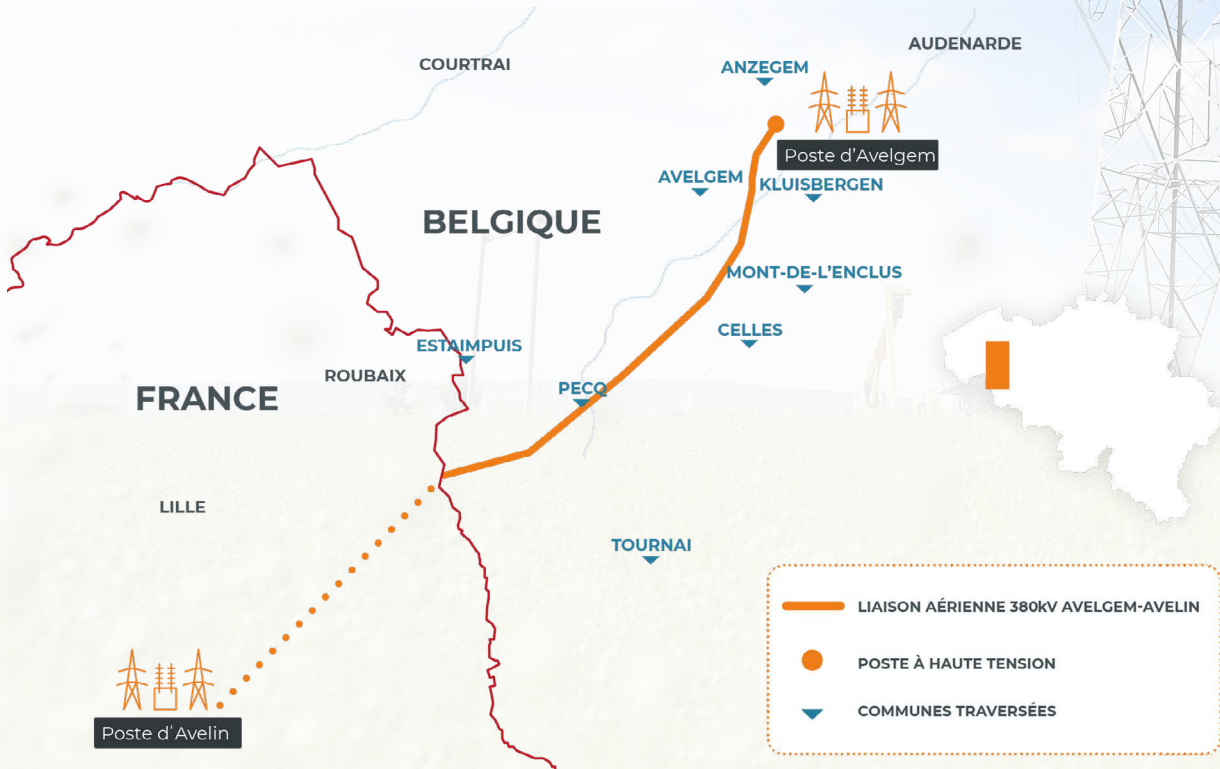 AUDENARDE
COURTRAI
ANZEGEM
Poste d'Avelgem
AVELGEM
KLUISBERGEN
BELGIQUE
MONT-DE-L'ENCLUS
CELLES
ESTAIMPUIS
ROUBAIX
FRANCE
PECQ
LILLE
TOURNAI
LIAISON AÉRIENNE 380kV AVELGEM-AVELIN
POSTE À HAUTE TENSION
COMMUNES TRAVERSÉES
Poste d'Avelin